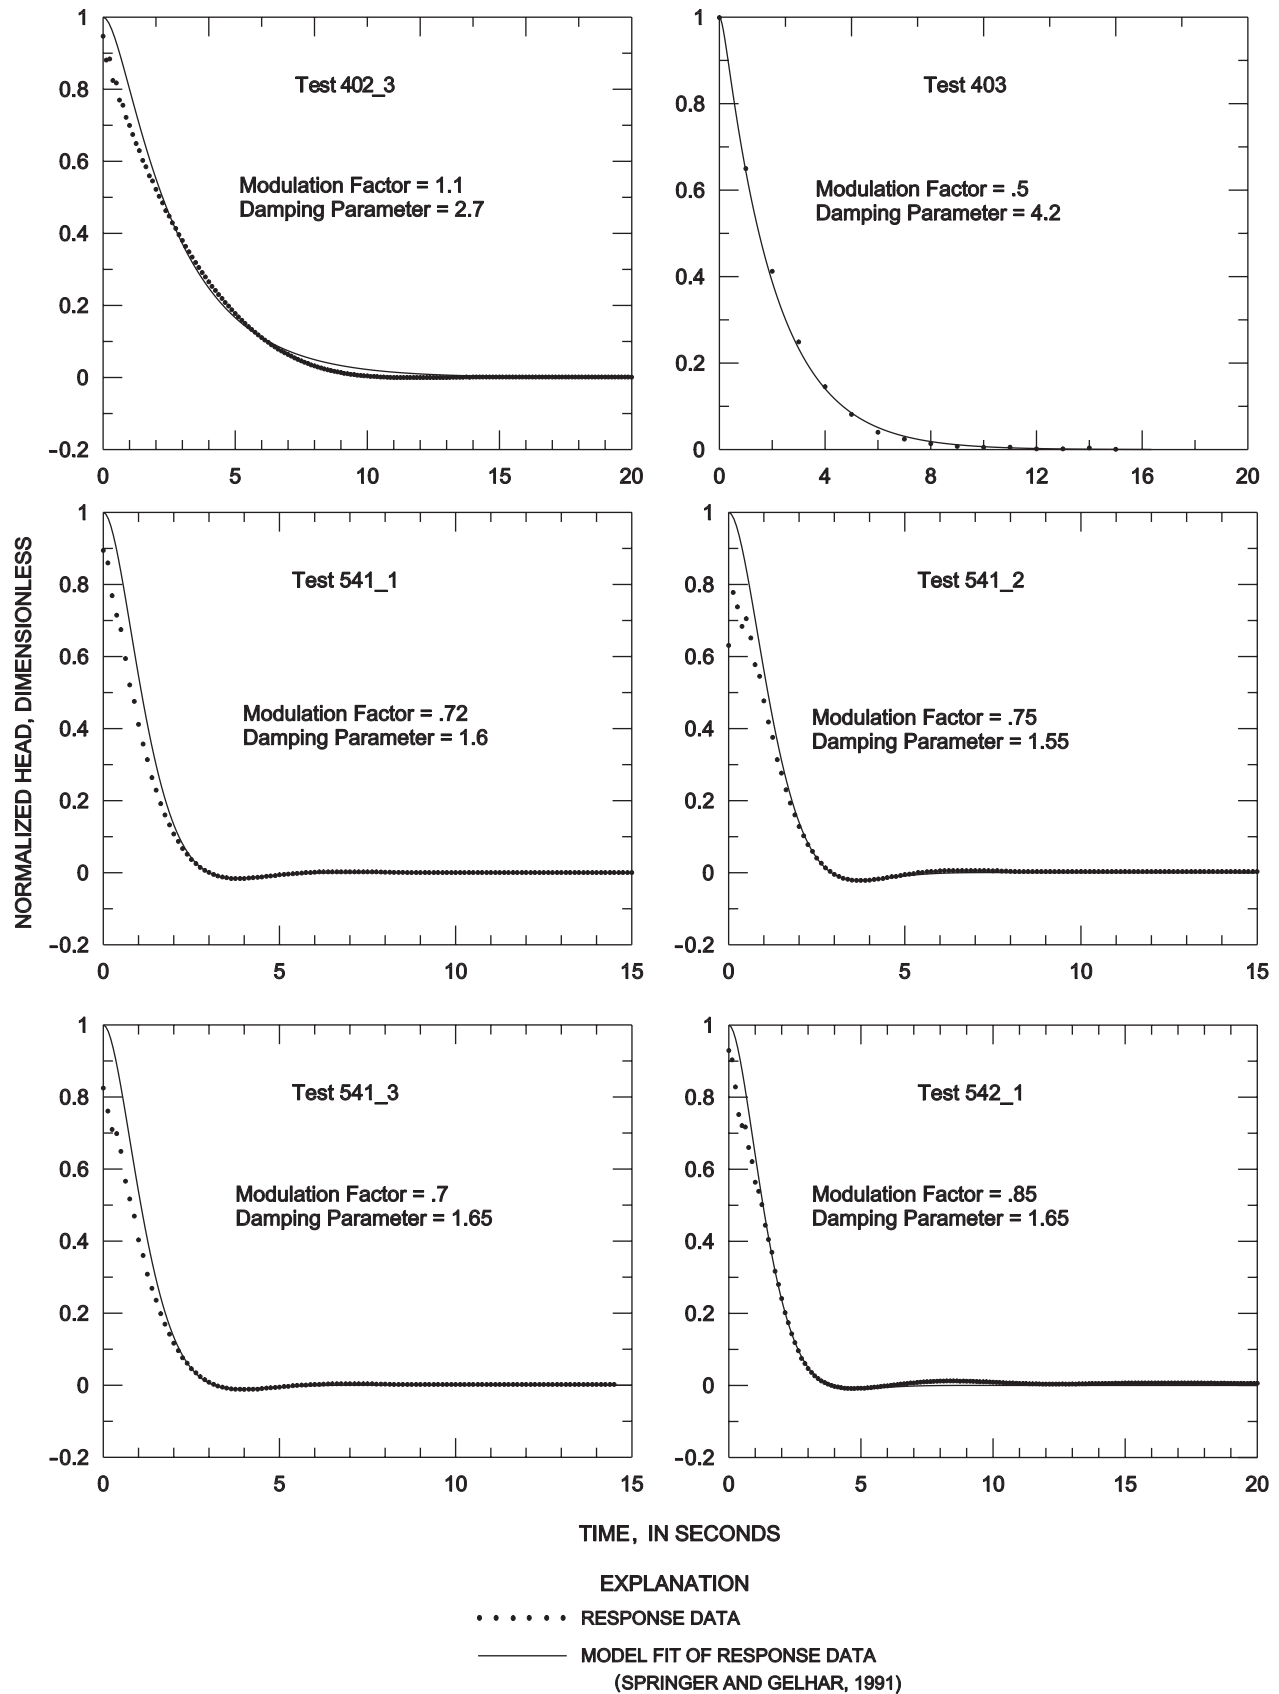 NORMALIZED HEAD, DIMENSIONLESS
1
0.8
0.6
0.4
0.2
0
−0.2
0 5 10 15 20
Test 402_3
Modulation Factor = 1.1
Damping Parameter = 2.7
1
0.8
0.6
0.4
0.2
0
0 4 8 12 16 20
Test 403
Modulation Factor = .5
Damping Parameter = 4.2
1
0.8
0.6
0.4
0.2
0
−0.2
0 5 10 15
Test 541_1
Modulation Factor = .72
Damping Parameter = 1.6
1
0.8
0.6
0.4
0.2
0
−0.2
0 5 10 15
Test 541_2
Modulation Factor = .75
Damping Parameter = 1.55
1
0.8
0.6
0.4
0.2
0
−0.2
0 5 10 15
Test 541_3
Modulation Factor = .7
Damping Parameter = 1.65
1
0.8
0.6
0.4
0.2
0
−0.2
0 5 10 15 20
Test 542_1
Modulation Factor = .85
Damping Parameter = 1.65
TIME, IN SECONDS
EXPLANATION
RESPONSE DATA
MODEL FIT OF RESPONSE DATA
(SPRINGER AND GELHAR, 1991)